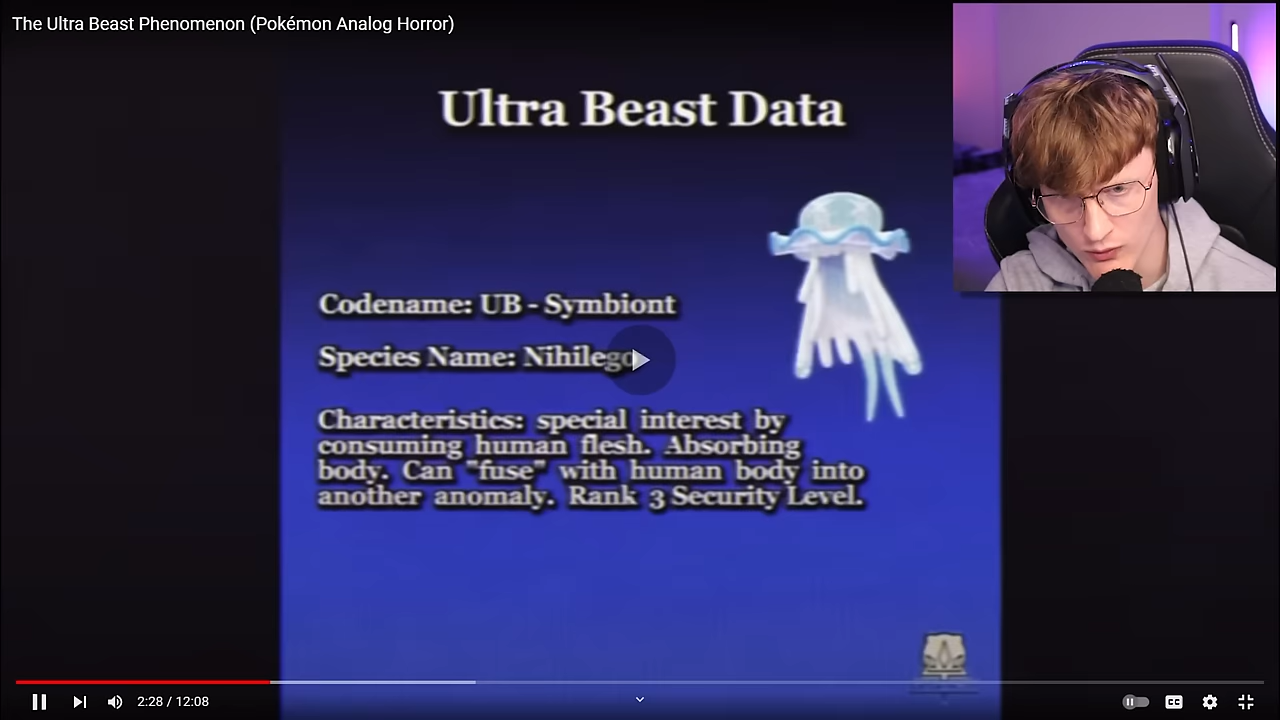 The Ultra Beast Phenomenon (Pokémon Analog Horror)
Ultra Beast Data
Codename: UB - Symbiont
Species Name: Nihilego
Characteristics: special interest by
consuming human flesh. Absorbing
body. Can "fuse" with human body into
another anomaly. Rank 3 Security Level.
2:28 / 12:08
CC